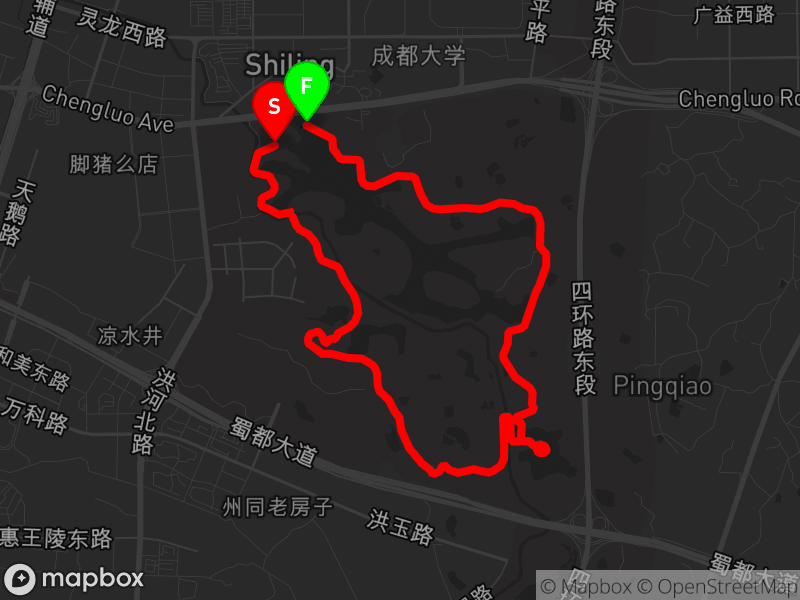 辅道
灵龙西路
Shiling
成都大学
平路
路东段
广益西路
S
F
Chengluo Ave
Chengluo Ro
脚猪么店
天鹅路
凉水井
四环路东段
Pingqiao
和美东路
万科路
洪河北路
蜀都大道
州同老房子
洪玉路
惠王陵东路
路
四
蜀都大道
mapbox
© Mapbox © OpenStreetMap